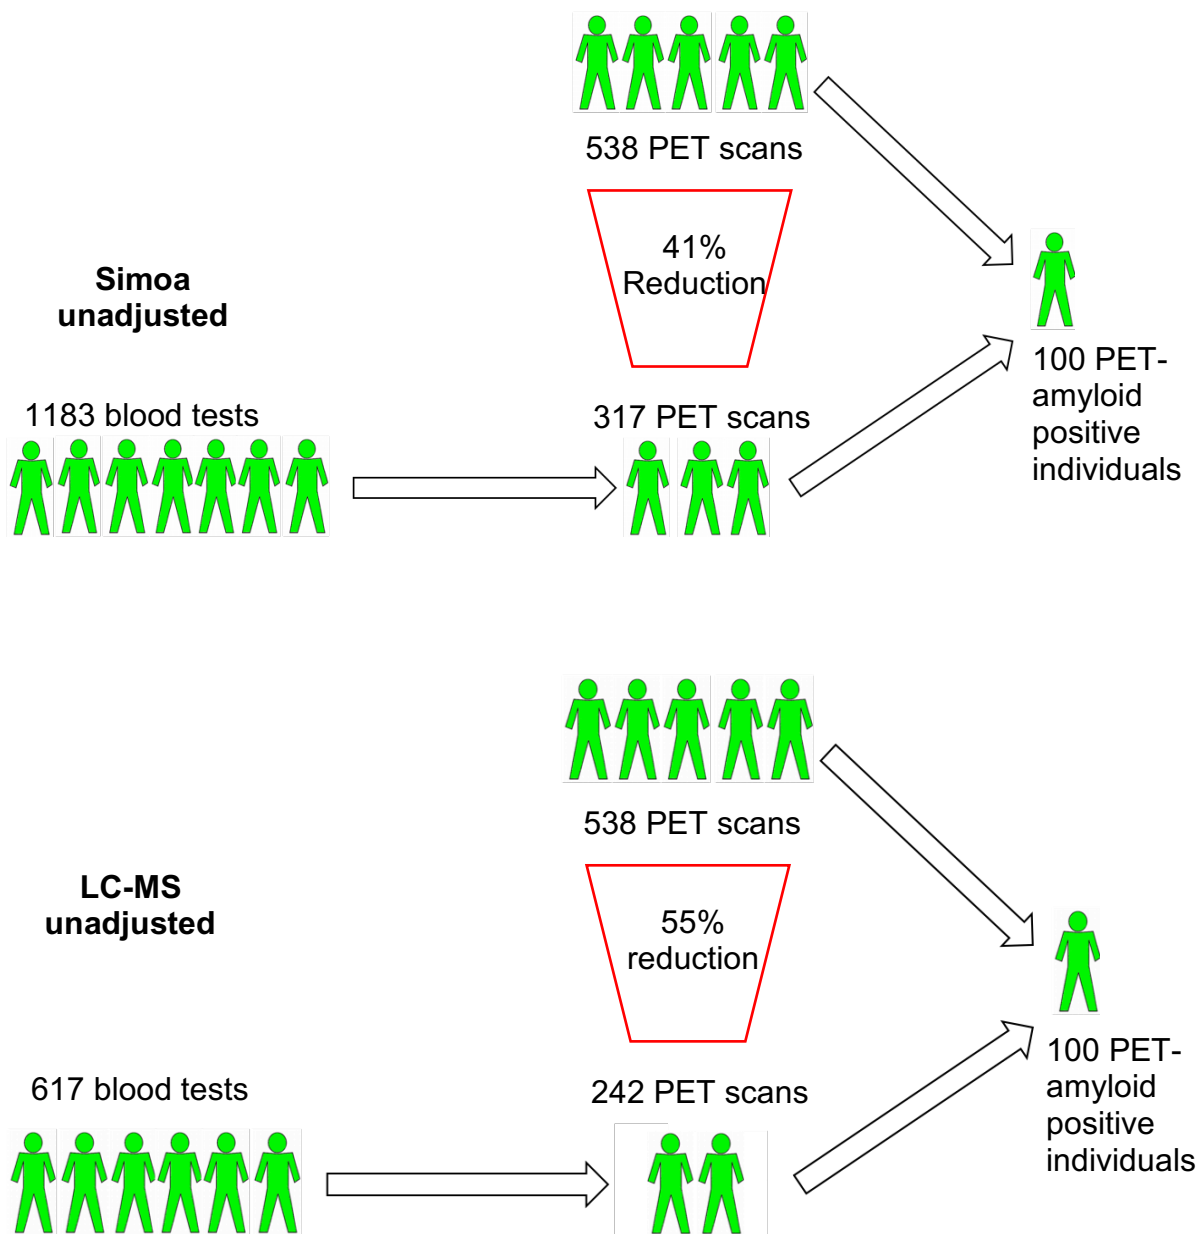 538 PET scans
41%
Reduction
Simoa
unadjusted
1183 blood tests
317 PET scans
100 PET-
amyloid
positive
individuals
538 PET scans
55%
reduction
LC-MS
unadjusted
617 blood tests
242 PET scans
100 PET-
amyloid
positive
individuals